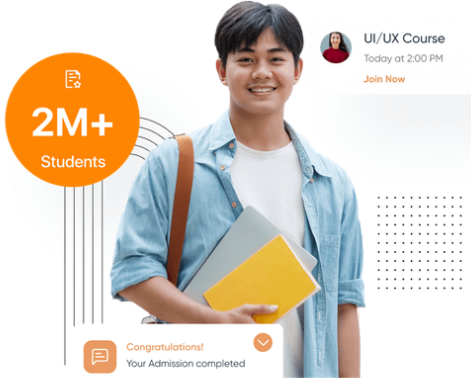 UI/UX Course
Today at 2:00 PM
Join Now
2M+
Students
Congratulations!
Your Admission completed